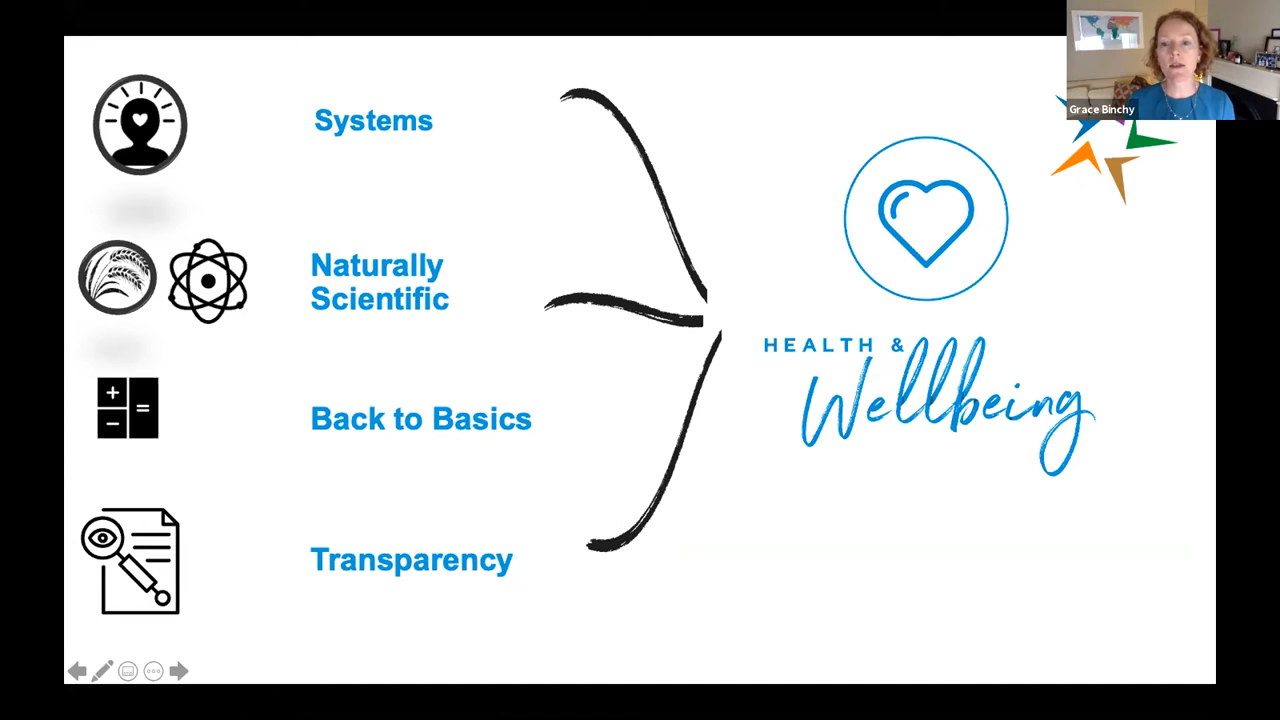 Grace Binchy
Systems
Naturally
Scientific
Back to Basics
Transparency
HEALTH &
Wellbeing